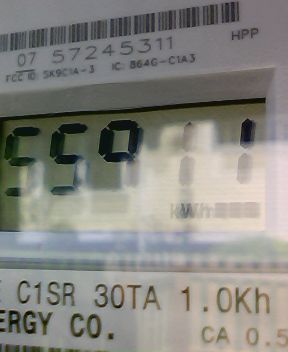 07 57245311
HPP
FCC ID: SK9C1A-3 IC: 864G-C1A3
kWh
C1SR 30TA 1.0Kh
ERGY CO.
CA 0.5